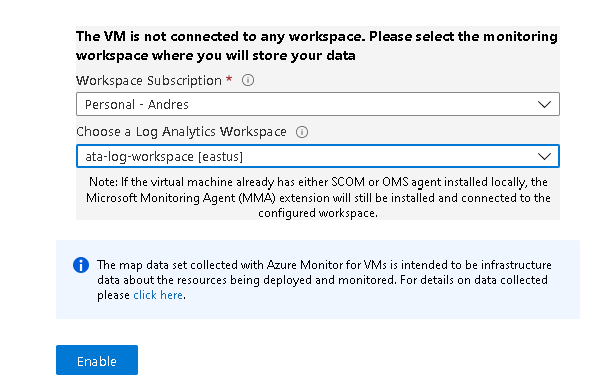 The VM is not connected to any workspace. Please select the monitoring
workspace where you will store your data
Workspace Subscription *
Personal - Andres
Choose a Log Analytics Workspace
ata-log-workspace [eastus]
Note: If the virtual machine already has either SCOM or OMS agent installed locally, the
Microsoft Monitoring Agent (MMA) extension will still be installed and connected to the
configured workspace.
The map data set collected with Azure Monitor for VMs is intended to be infrastructure
data about the resources being deployed and monitored. For details on data collected
please click here.
Enable